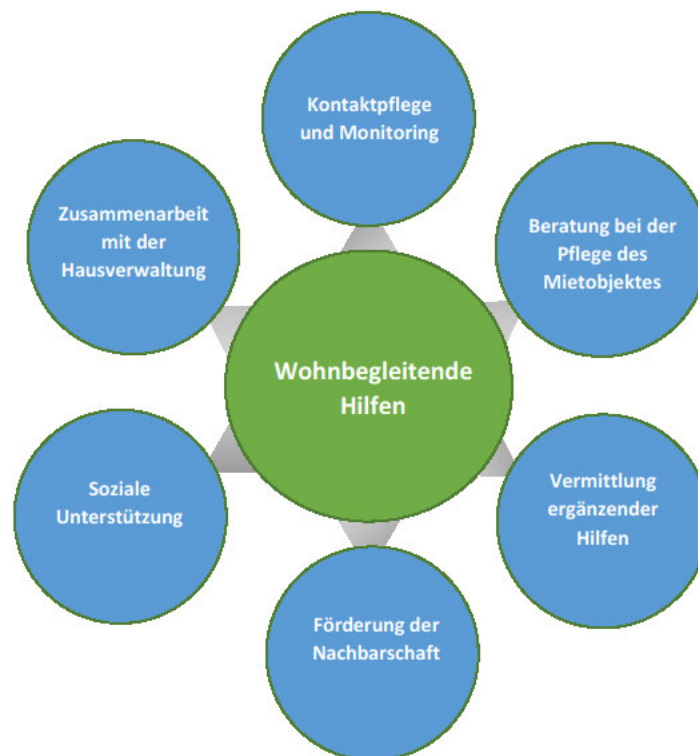 Kontaktpflege
und Monitoring
Zusammenarbeit
mit der
Hausverwaltung
Beratung bei der
Pflege des
Mietobjektes
Wohnbegleitende
Hilfen
Soziale
Unterstützung
Vermittlung
ergänzender
Hilfen
Förderung der
Nachbarschaft